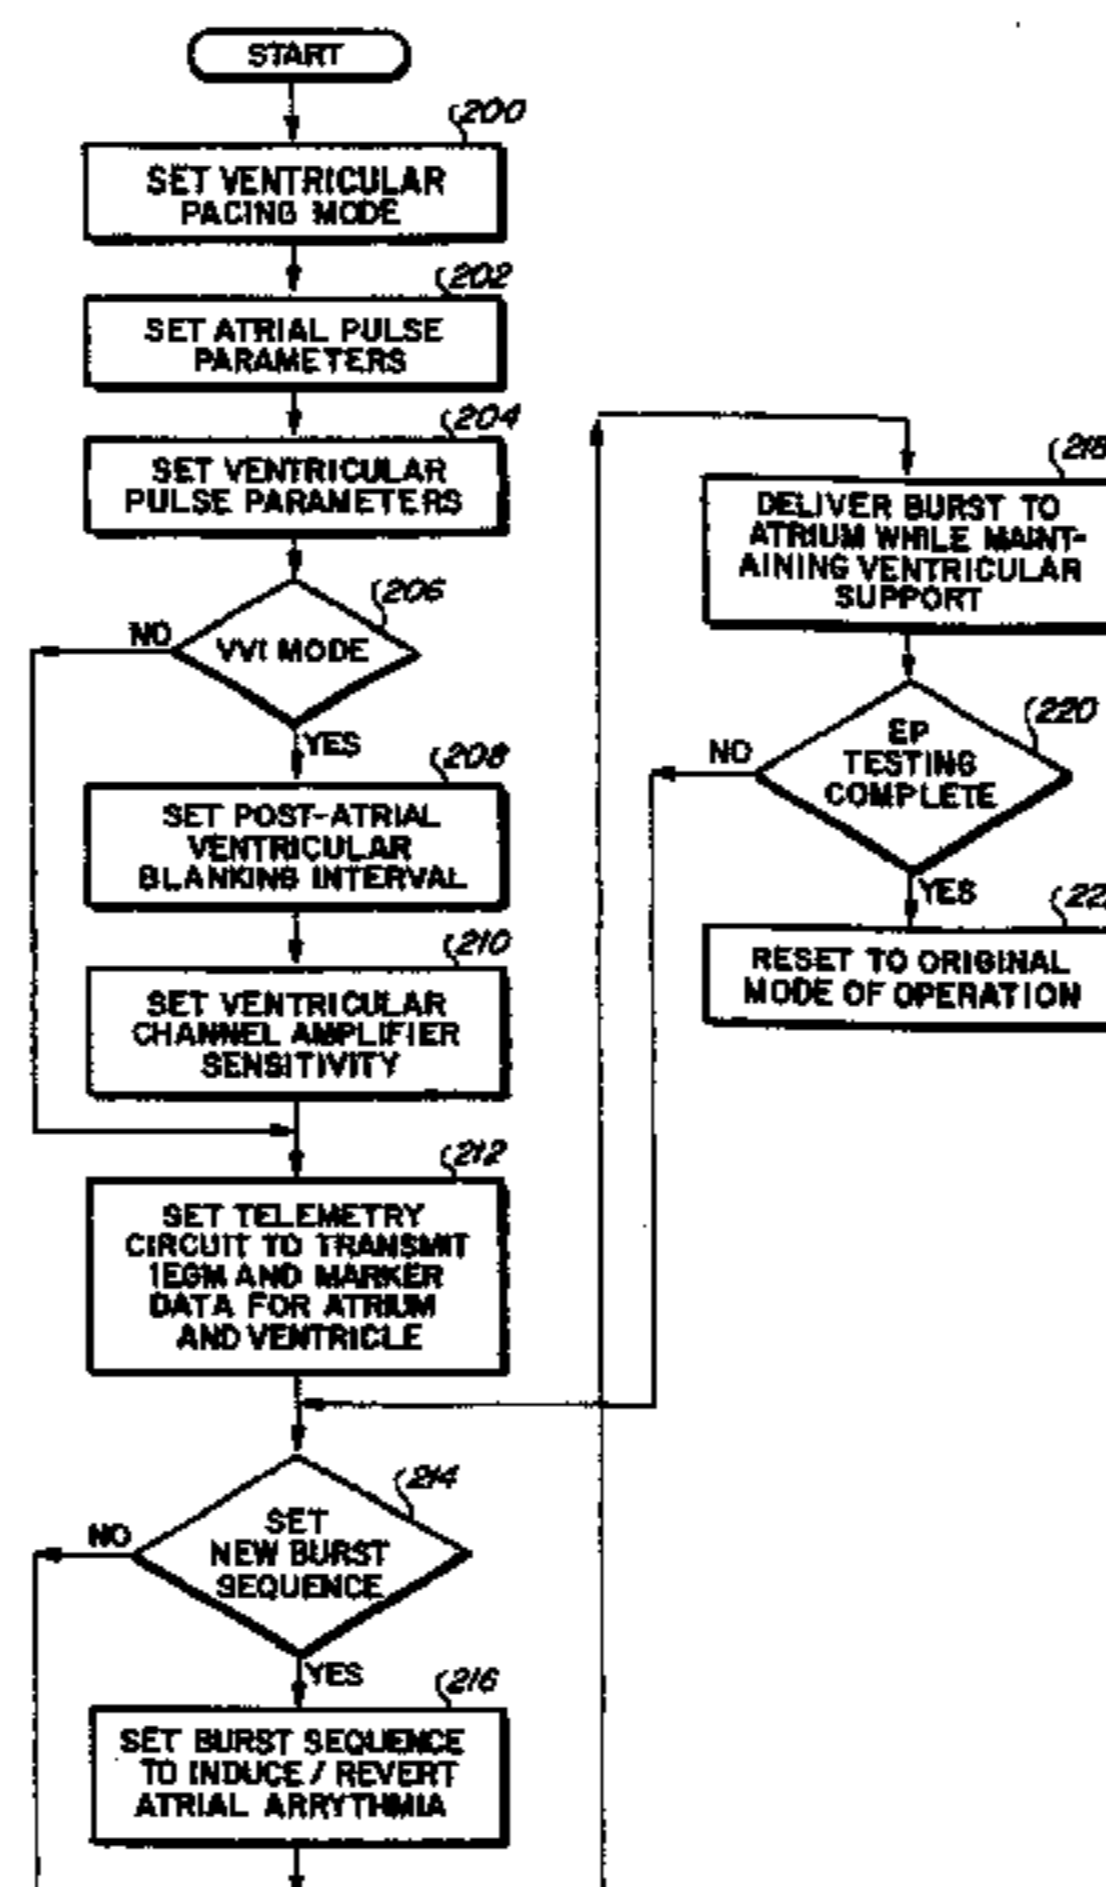 START
200
SET VENTRICULAR
PACING MODE
202
SET ATRIAL PULSE
PARAMETERS
204
SET VENTRICULAR
PULSE PARAMETERS
206
VVI MODE
NO
YES
208
SET POST-ATRIAL
VENTRICULAR
BLANKING INTERVAL
210
SET VENTRICULAR
CHANNEL AMPLIFIER
SENSITIVITY
212
SET TELEMETRY
CIRCUIT TO TRANSMIT
IEGM AND MARKER
DATA FOR ATRIUM
AND VENTRICLE
214
SET
NEW BURST
SEQUENCE
NO
YES
216
SET BURST SEQUENCE
TO INDUCE / REVERT
ATRIAL ARRYTHMIA
218
DELIVER BURST TO
ATRIUM WHILE MAINT-
AINING VENTRICULAR
SUPPORT
220
EP
TESTING
COMPLETE
NO
YES
RESET TO ORIGINAL
MODE OF OPERATION